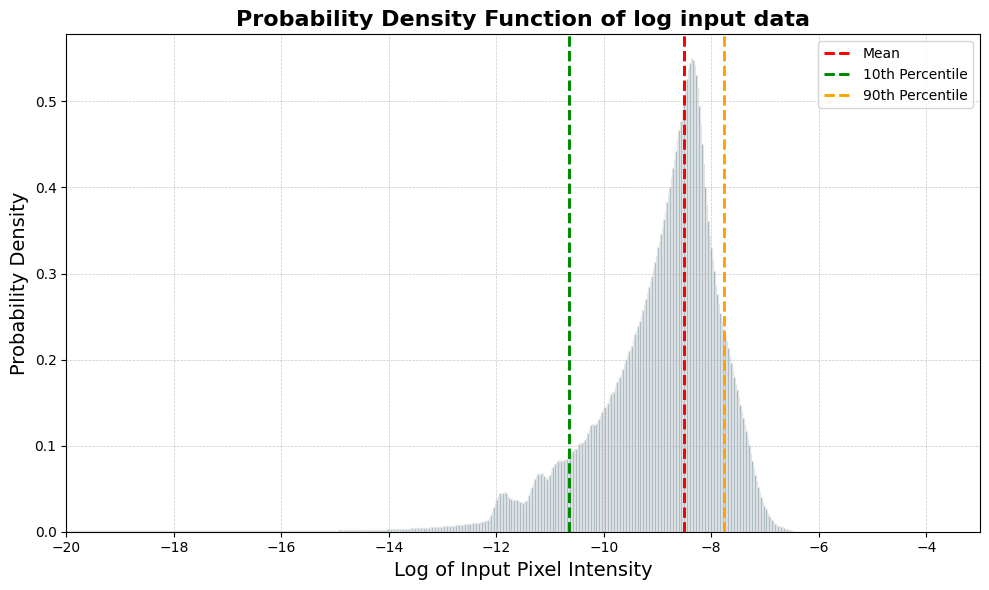 Probability Density Function of log input data
Mean
10th Percentile
90th Percentile
Probability Density
0.5
0.4
0.3
0.2
0.1
0.0
−20
−18
−16
−14
−12
−10
−8
−6
−4
Log of Input Pixel Intensity